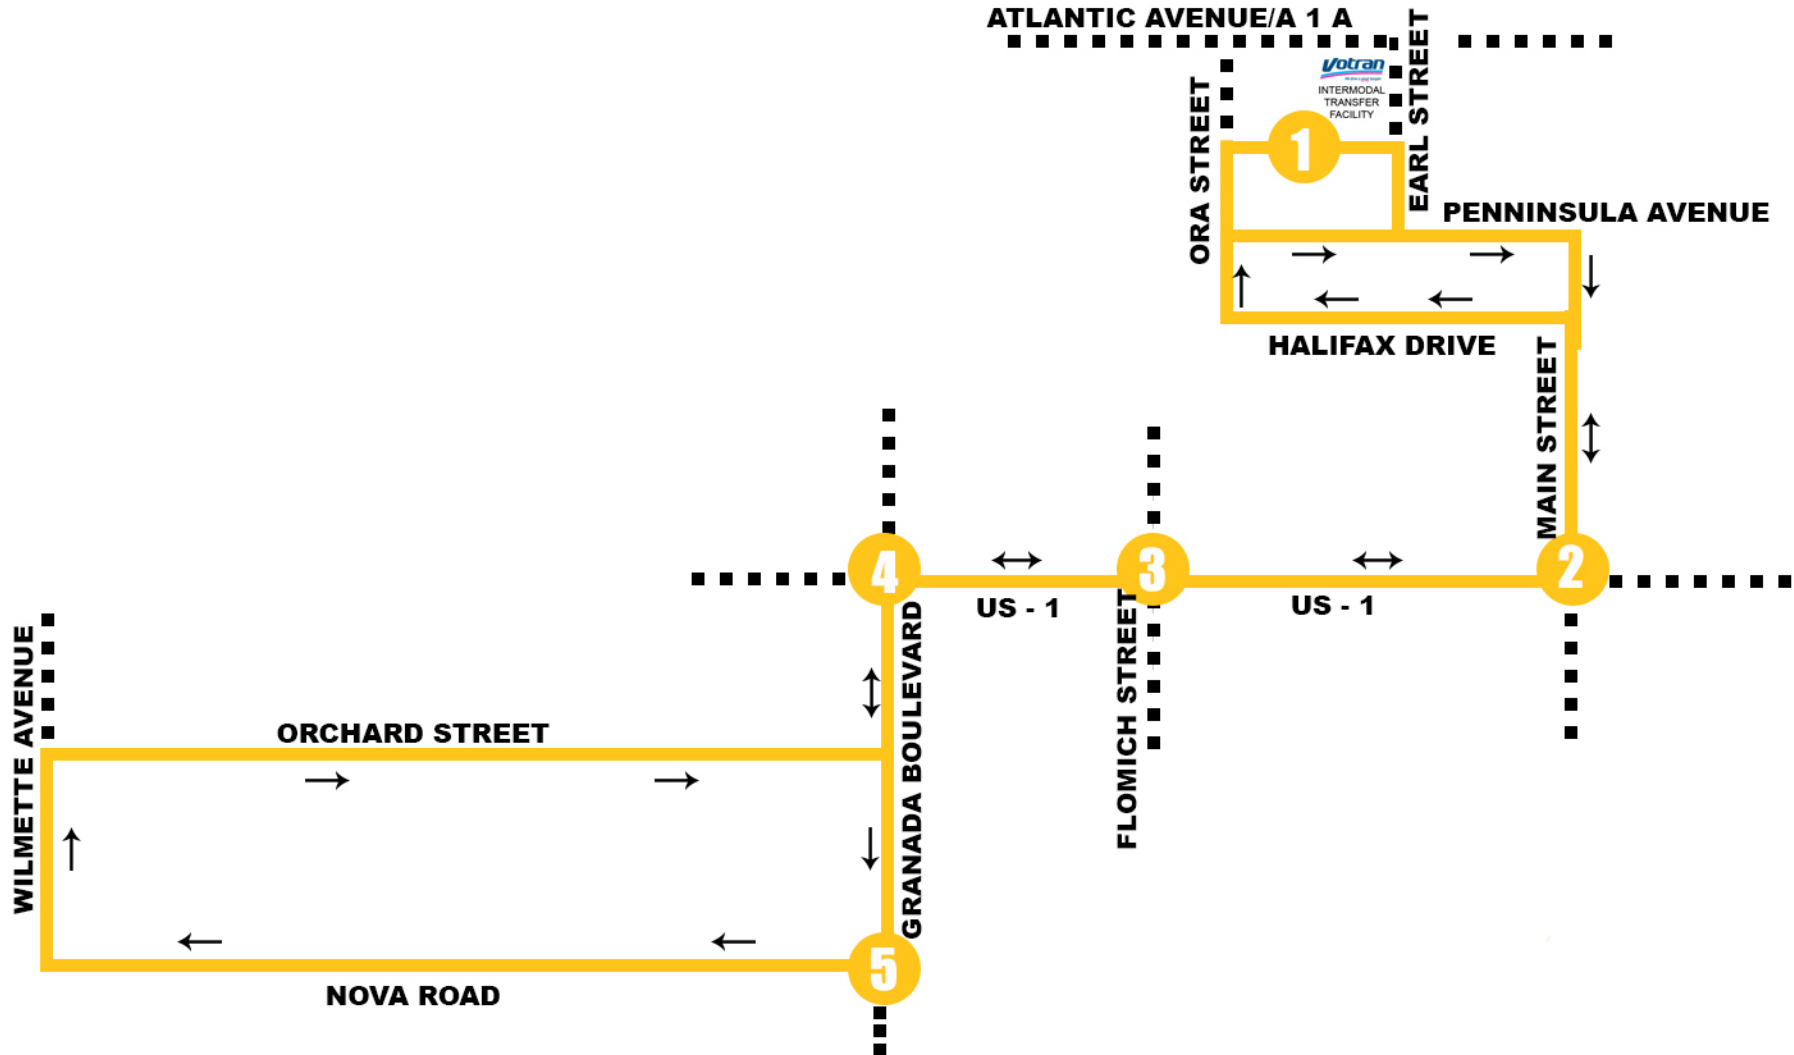 ATLANTIC AVENUE/A 1 A
EARL STREET
Votran
INTERMODAL
TRANSFER
FACILITY
ORA STREET
1
PENNINSULA AVENUE
HALIFAX DRIVE
MAIN STREET
4
3
2
US - 1
US - 1
FLOMICH STREET
GRANADA BOULEVARD
WILMETTE AVENUE
ORCHARD STREET
5
NOVA ROAD